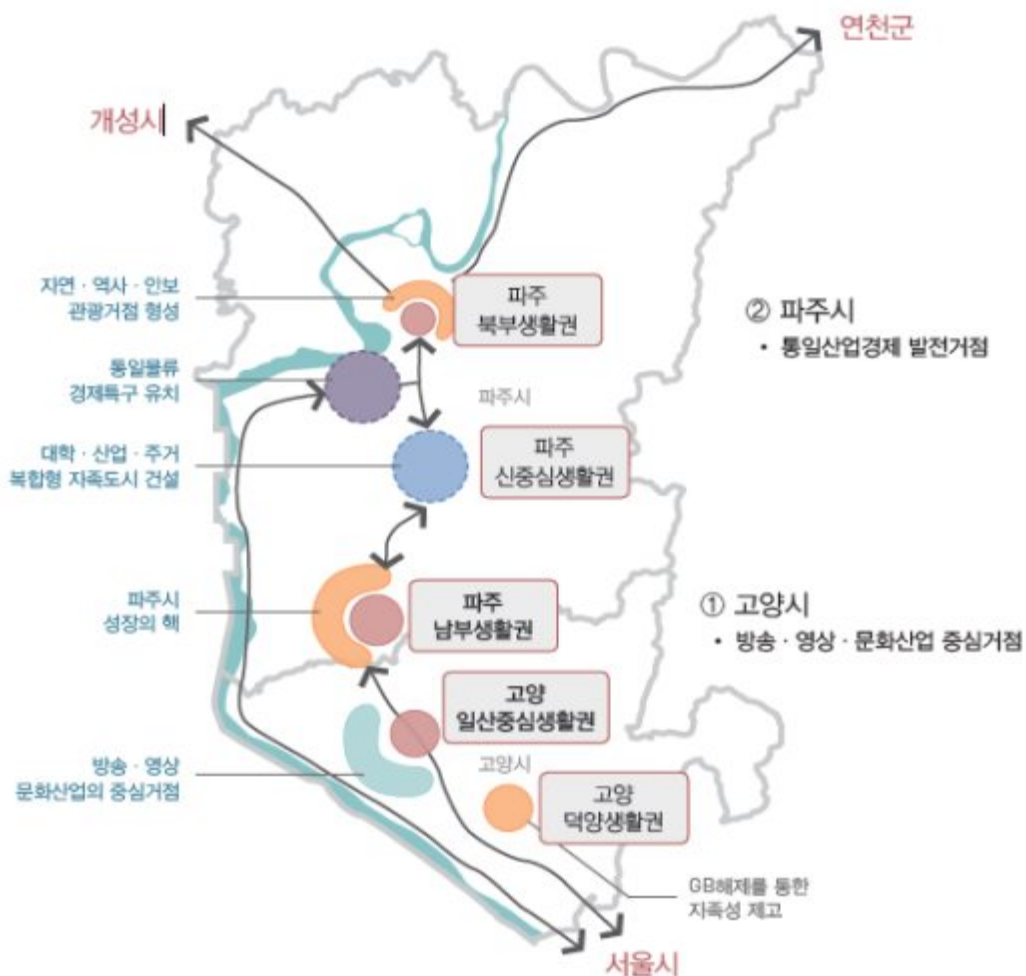 연천군
개성시
자연 · 역사 · 안보
관광거점 형성
파주
북부생활권
② 파주시
• 통일산업경제 발전거점
통일물류
경제특구 유치
파주시
대학 · 산업 · 주거
복합형 자족도시 건설
파주
신중심생활권
파주시
성장의 핵
파주
남부생활권
① 고양시
• 방송 · 영상 · 문화산업 중심거점
고양
일산중심생활권
방송 · 영상
문화산업의 중심거점
고양시
고양
덕양생활권
GB해제를 통한
자족성 제고
서울시